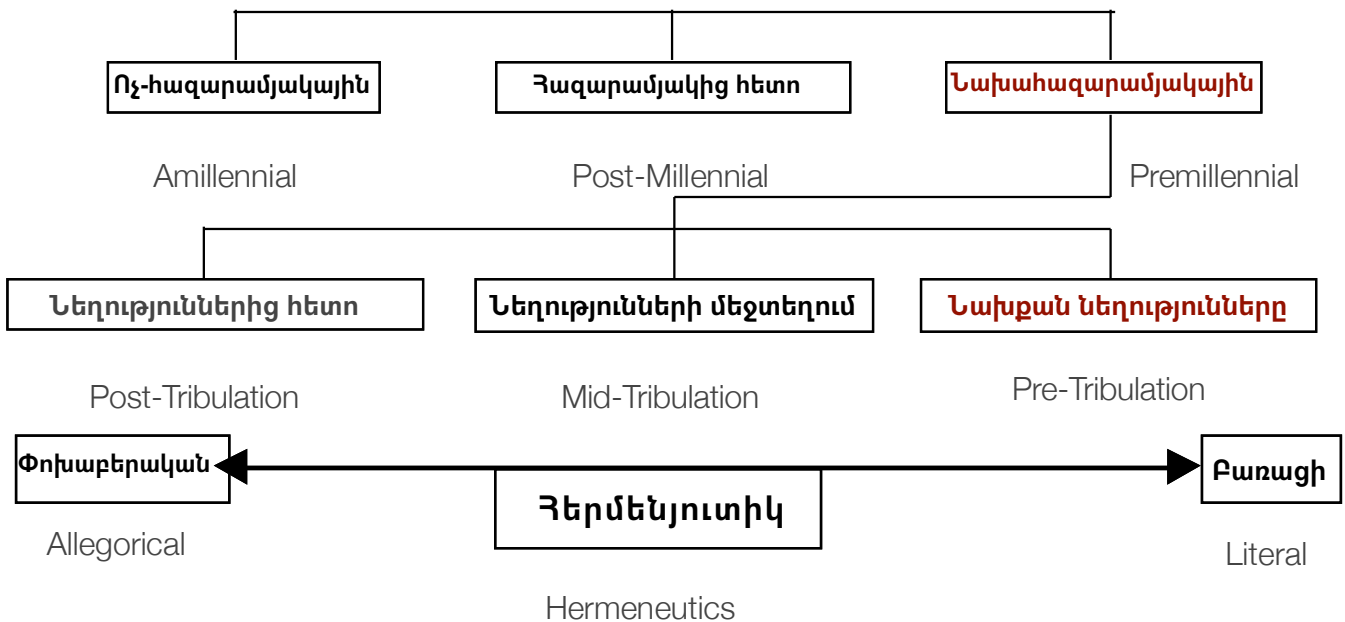 Ոչ-հազարամյակային
Հազարամյակից հետո
Նախահազարամյակային
Amillennial
Post-Millennial
Premillennial
Նեղություններից հետո
Նեղությունների մեջտեղում
Նախքան նեղությունները
Post-Tribulation
Mid-Tribulation
Pre-Tribulation
Փոխաբերական
Հերմենյուտիկ
Բառացի
Allegorical
Literal
Hermeneutics